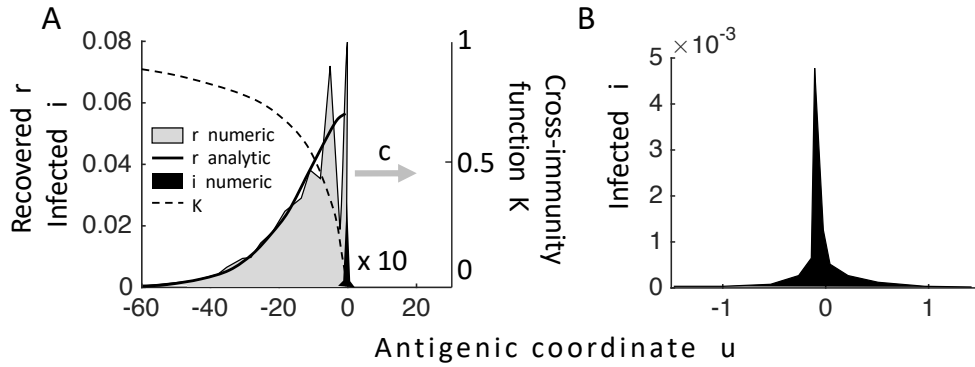 A
B
0.08
0.06
0.04
0.02
0
Recovered r
Infected i
r numeric
r analytic
i numeric
K
c
x 10
1
0.5
0
Cross-immunity
function K
-60
-40
-20
0
20
×10-3
5
4
3
2
1
0
Infected i
-1
0
1
Antigenic coordinate u